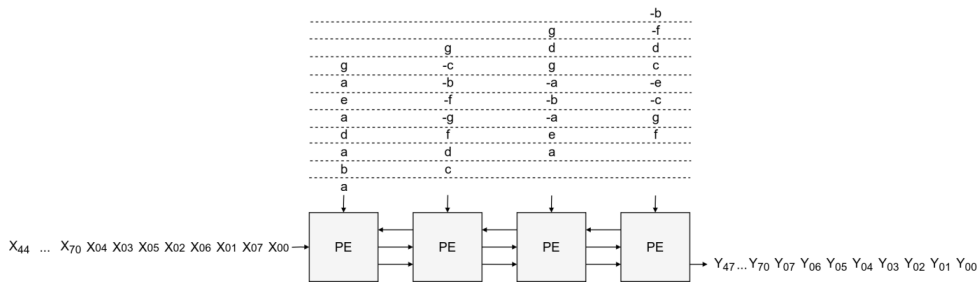 -b
g -f
g d d
g -c g c
a -b -a -e
e -f -b -c
a -g -a g
d f e f
a d a
b c
a
PE PE PE PE
X44 ... X70 X04 X03 X05 X02 X06 X01 X07 X00
Y47 ... Y70 Y07 Y06 Y05 Y04 Y03 Y02 Y01 Y00